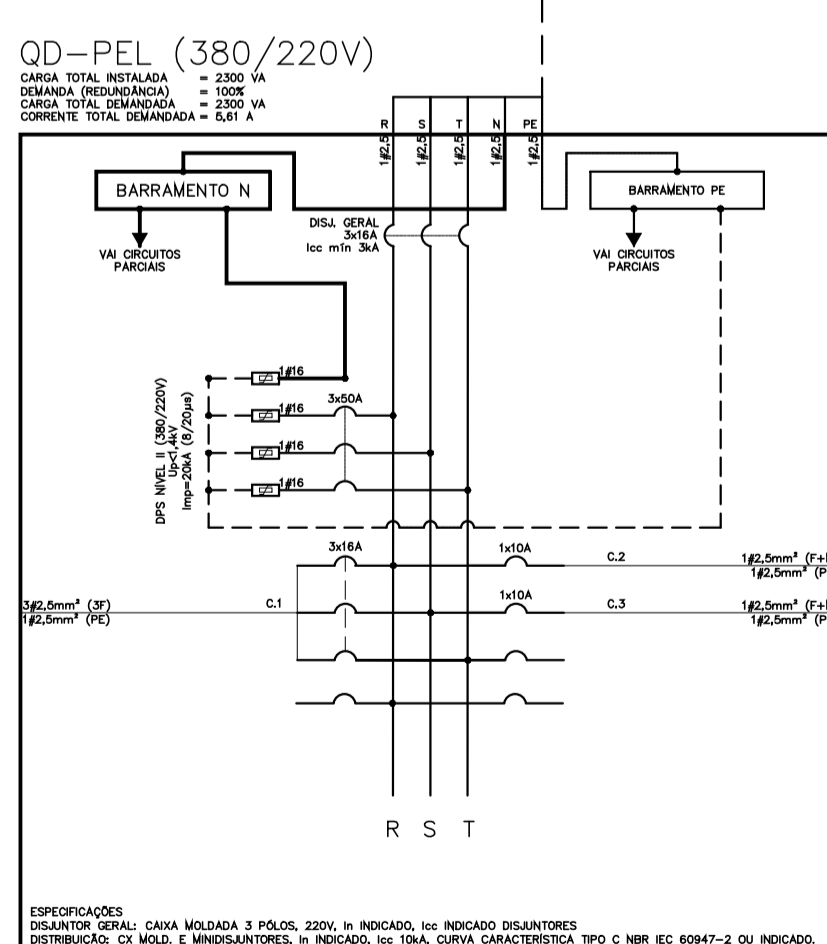 QD-PEL (380/220V)
CARGA TOTAL INSTALADA = 2300 VA
DEMANDA (REDUNDÂNCIA) = 100%
CARGA TOTAL DEMANDADA = 2300 VA
CORRENTE TOTAL DEMANDADA = 5,61 A
R S T N PE
1#2,5 1#2,5 1#2,5 1#2,5 1#2,5
BARRAMENTO N
BARRAMENTO PE
DISJ. GERAL
3x16A
Icc mín 3kA
VAI CIRCUITOS
PARCIAIS
VAI CIRCUITOS
PARCIAIS
1#16
1#16
1#16
1#16
3x50A
DPS NÍVEL II (380/220V)
Up<1,4kV
Imp=20kA (8/20µs)
3x16A
1x10A
C.2
1#2,5mm² (F+
1#2,5mm² (P
1x10A
C.3
1#2,5mm² (F+
1#2,5mm² (P
3#2,5mm² (3F)
1#2,5mm² (PE)
C.1
R S T
ESPECIFICAÇÕES
DISJUNTOR GERAL: CAIXA MOLDADA 3 PÓLOS, 220V, In INDICADO, Icc INDICADO DISJUNTORES
DISTRIBUIÇÃO: CX MOLD. E MINIDISJUNTORES, In INDICADO, Icc 10kA, CURVA CARACTERÍSTICA TIPO C NBR IEC 60947-2 OU INDICADO.